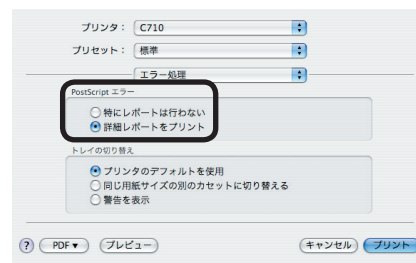 プリンタ： C710
プリセット： 標準
エラー処理
PostScript エラー
特にレポートは行わない
詳細レポートをプリント
トレイの切り替え
プリンタのデフォルトを使用
同じ用紙サイズの別のカセットに切り替える
警告を表示
? PDF▼ プレビュー キャンセル プリント